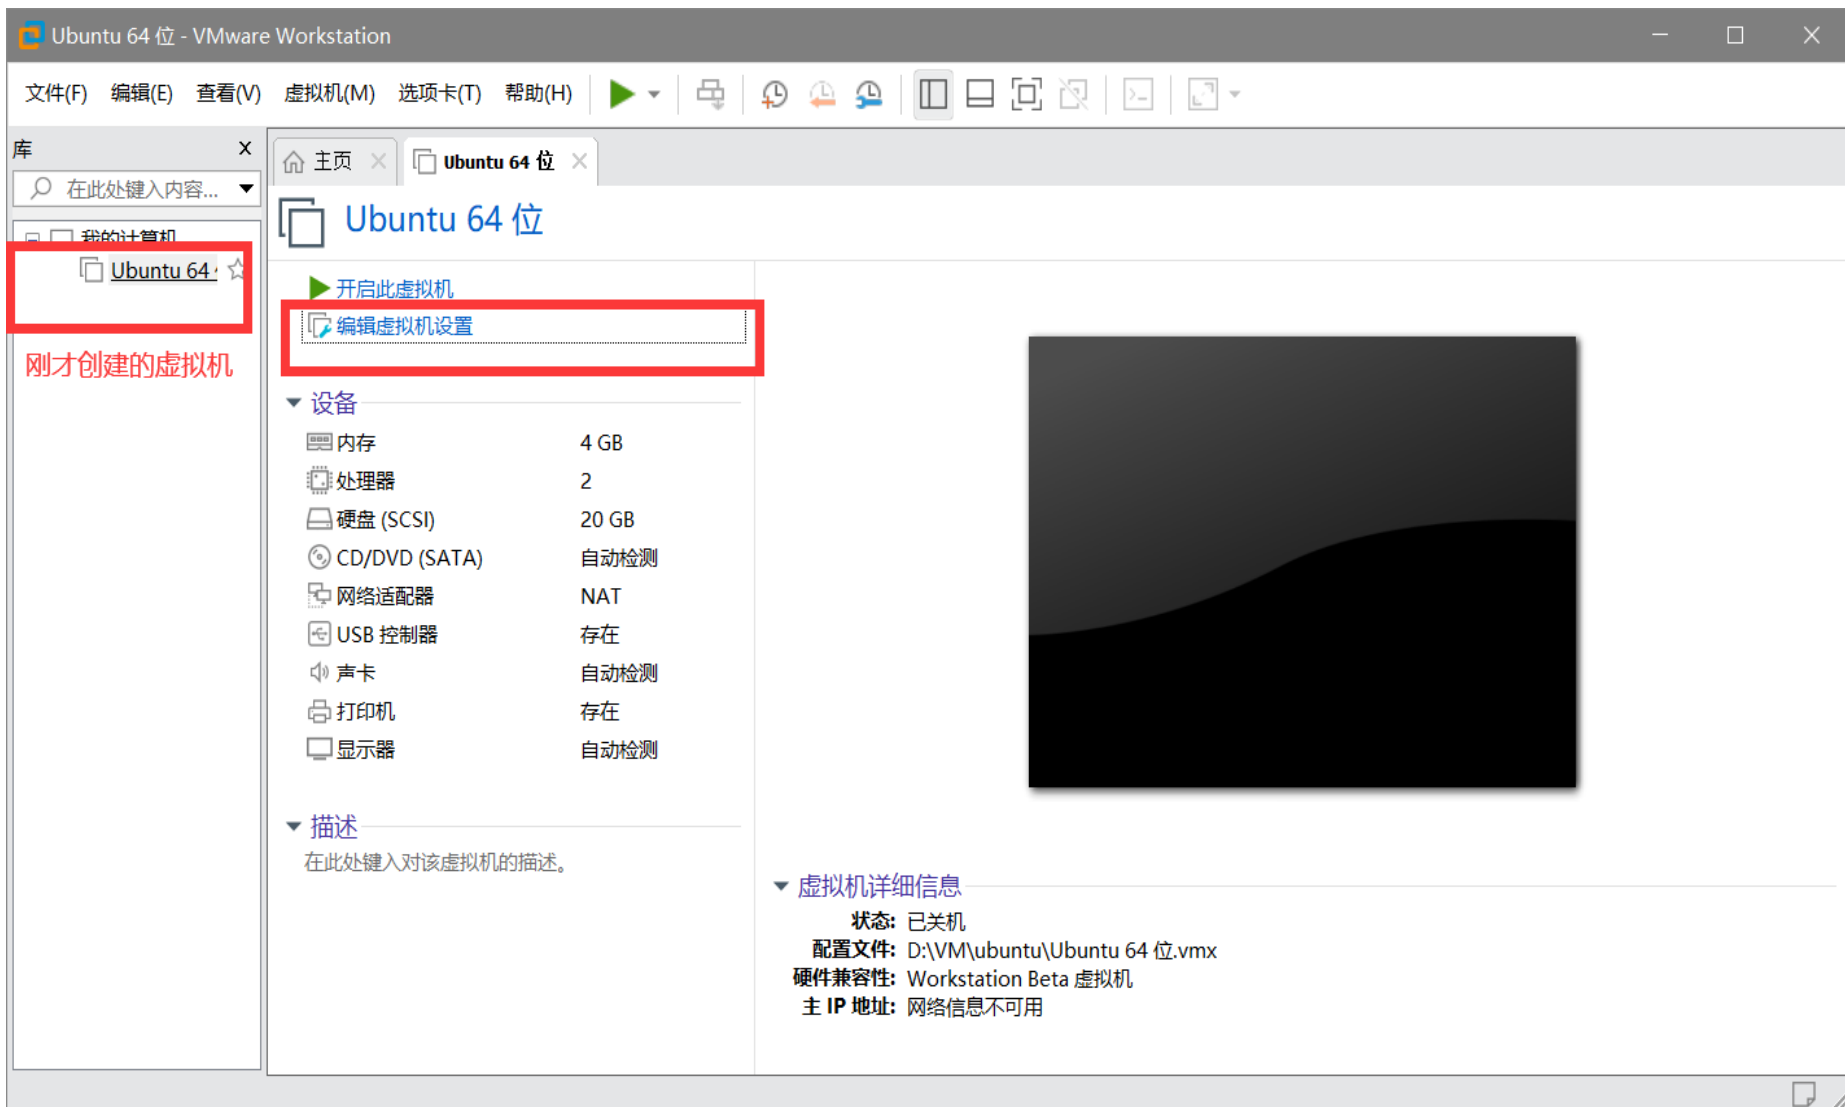 Ubuntu 64 位 - VMware Workstation
文件(F) 编辑(E) 查看(V) 虚拟机(M) 选项卡(T) 帮助(H)
库
在此处键入内容...
我的计算机
Ubuntu 64
刚才创建的虚拟机
主页
Ubuntu 64 位
Ubuntu 64 位
开启此虚拟机
编辑虚拟机设置
设备
内存 4 GB
处理器 2
硬盘 (SCSI) 20 GB
CD/DVD (SATA) 自动检测
网络适配器 NAT
USB 控制器 存在
声卡 自动检测
打印机 存在
显示器 自动检测
描述
在此处键入对该虚拟机的描述。
虚拟机详细信息
状态: 已关机
配置文件: D:\VM\ubuntu\Ubuntu 64 位.vmx
硬件兼容性: Workstation Beta 虚拟机
主 IP 地址: 网络信息不可用